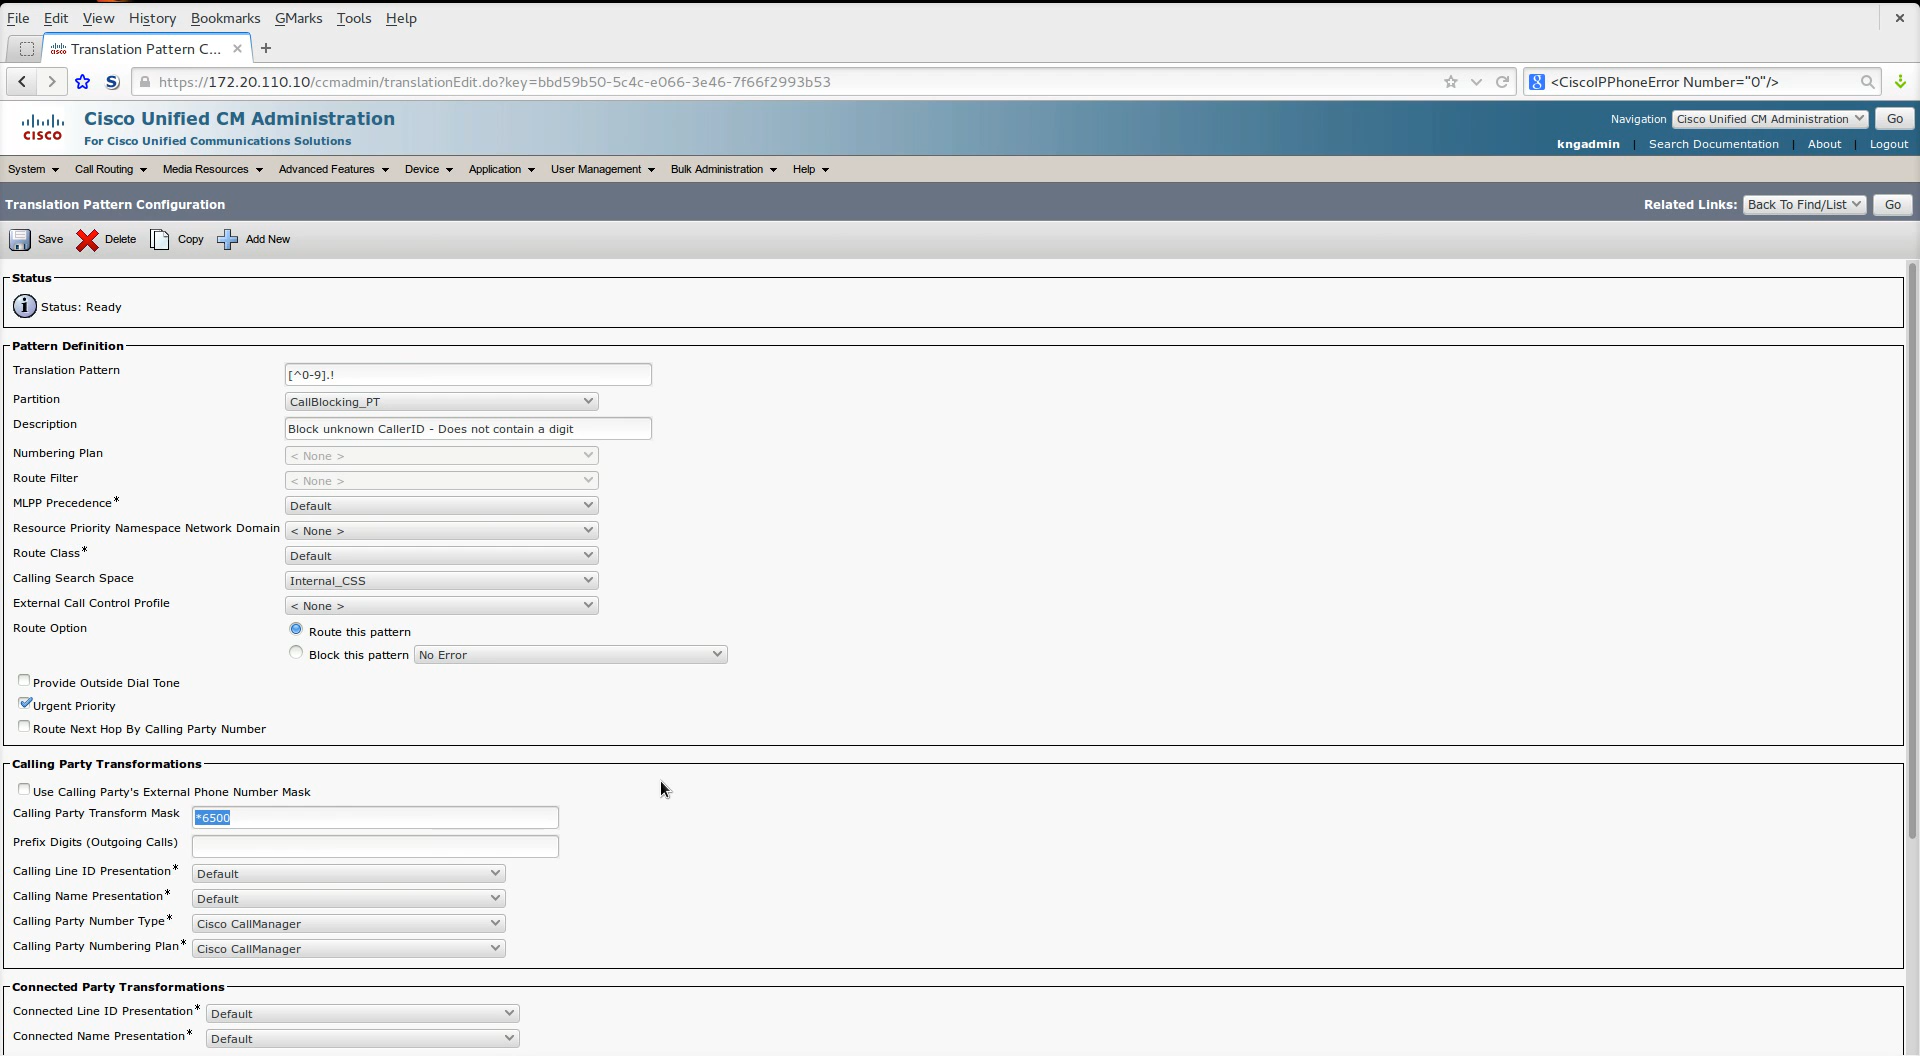 File Edit View History Bookmarks GMarks Tools Help
Translation Pattern C...
https://172.20.110.10/ccmadmin/translationEdit.do?key=bbd59b50-5c4c-e066-3e46-7f66f2993b53 <CiscoIPPhoneError Number="0"/>
CISCO
Cisco Unified CM Administration
For Cisco Unified Communications Solutions
Navigation Cisco Unified CM Administration Go
kngadmin | Search Documentation | About | Logout
System Call Routing Media Resources Advanced Features Device Application User Management Bulk Administration Help
Translation Pattern Configuration Related Links: Back To Find/List Go
Save Delete Copy Add New
Status
Status: Ready
Pattern Definition
Translation Pattern [^0-9].!
Partition CallBlocking_PT
Description Block unknown CallerID - Does not contain a digit
Numbering Plan < None >
Route Filter < None >
MLPP Precedence* Default
Resource Priority Namespace Network Domain < None >
Route Class* Default
Calling Search Space Internal_CSS
External Call Control Profile < None >
Route Option Route this pattern
Block this pattern No Error
Provide Outside Dial Tone
Urgent Priority
Route Next Hop By Calling Party Number
Calling Party Transformations
Use Calling Party's External Phone Number Mask
Calling Party Transform Mask *6500
Prefix Digits (Outgoing Calls)
Calling Line ID Presentation* Default
Calling Name Presentation* Default
Calling Party Number Type* Cisco CallManager
Calling Party Numbering Plan* Cisco CallManager
Connected Party Transformations
Connected Line ID Presentation* Default
Connected Name Presentation* Default